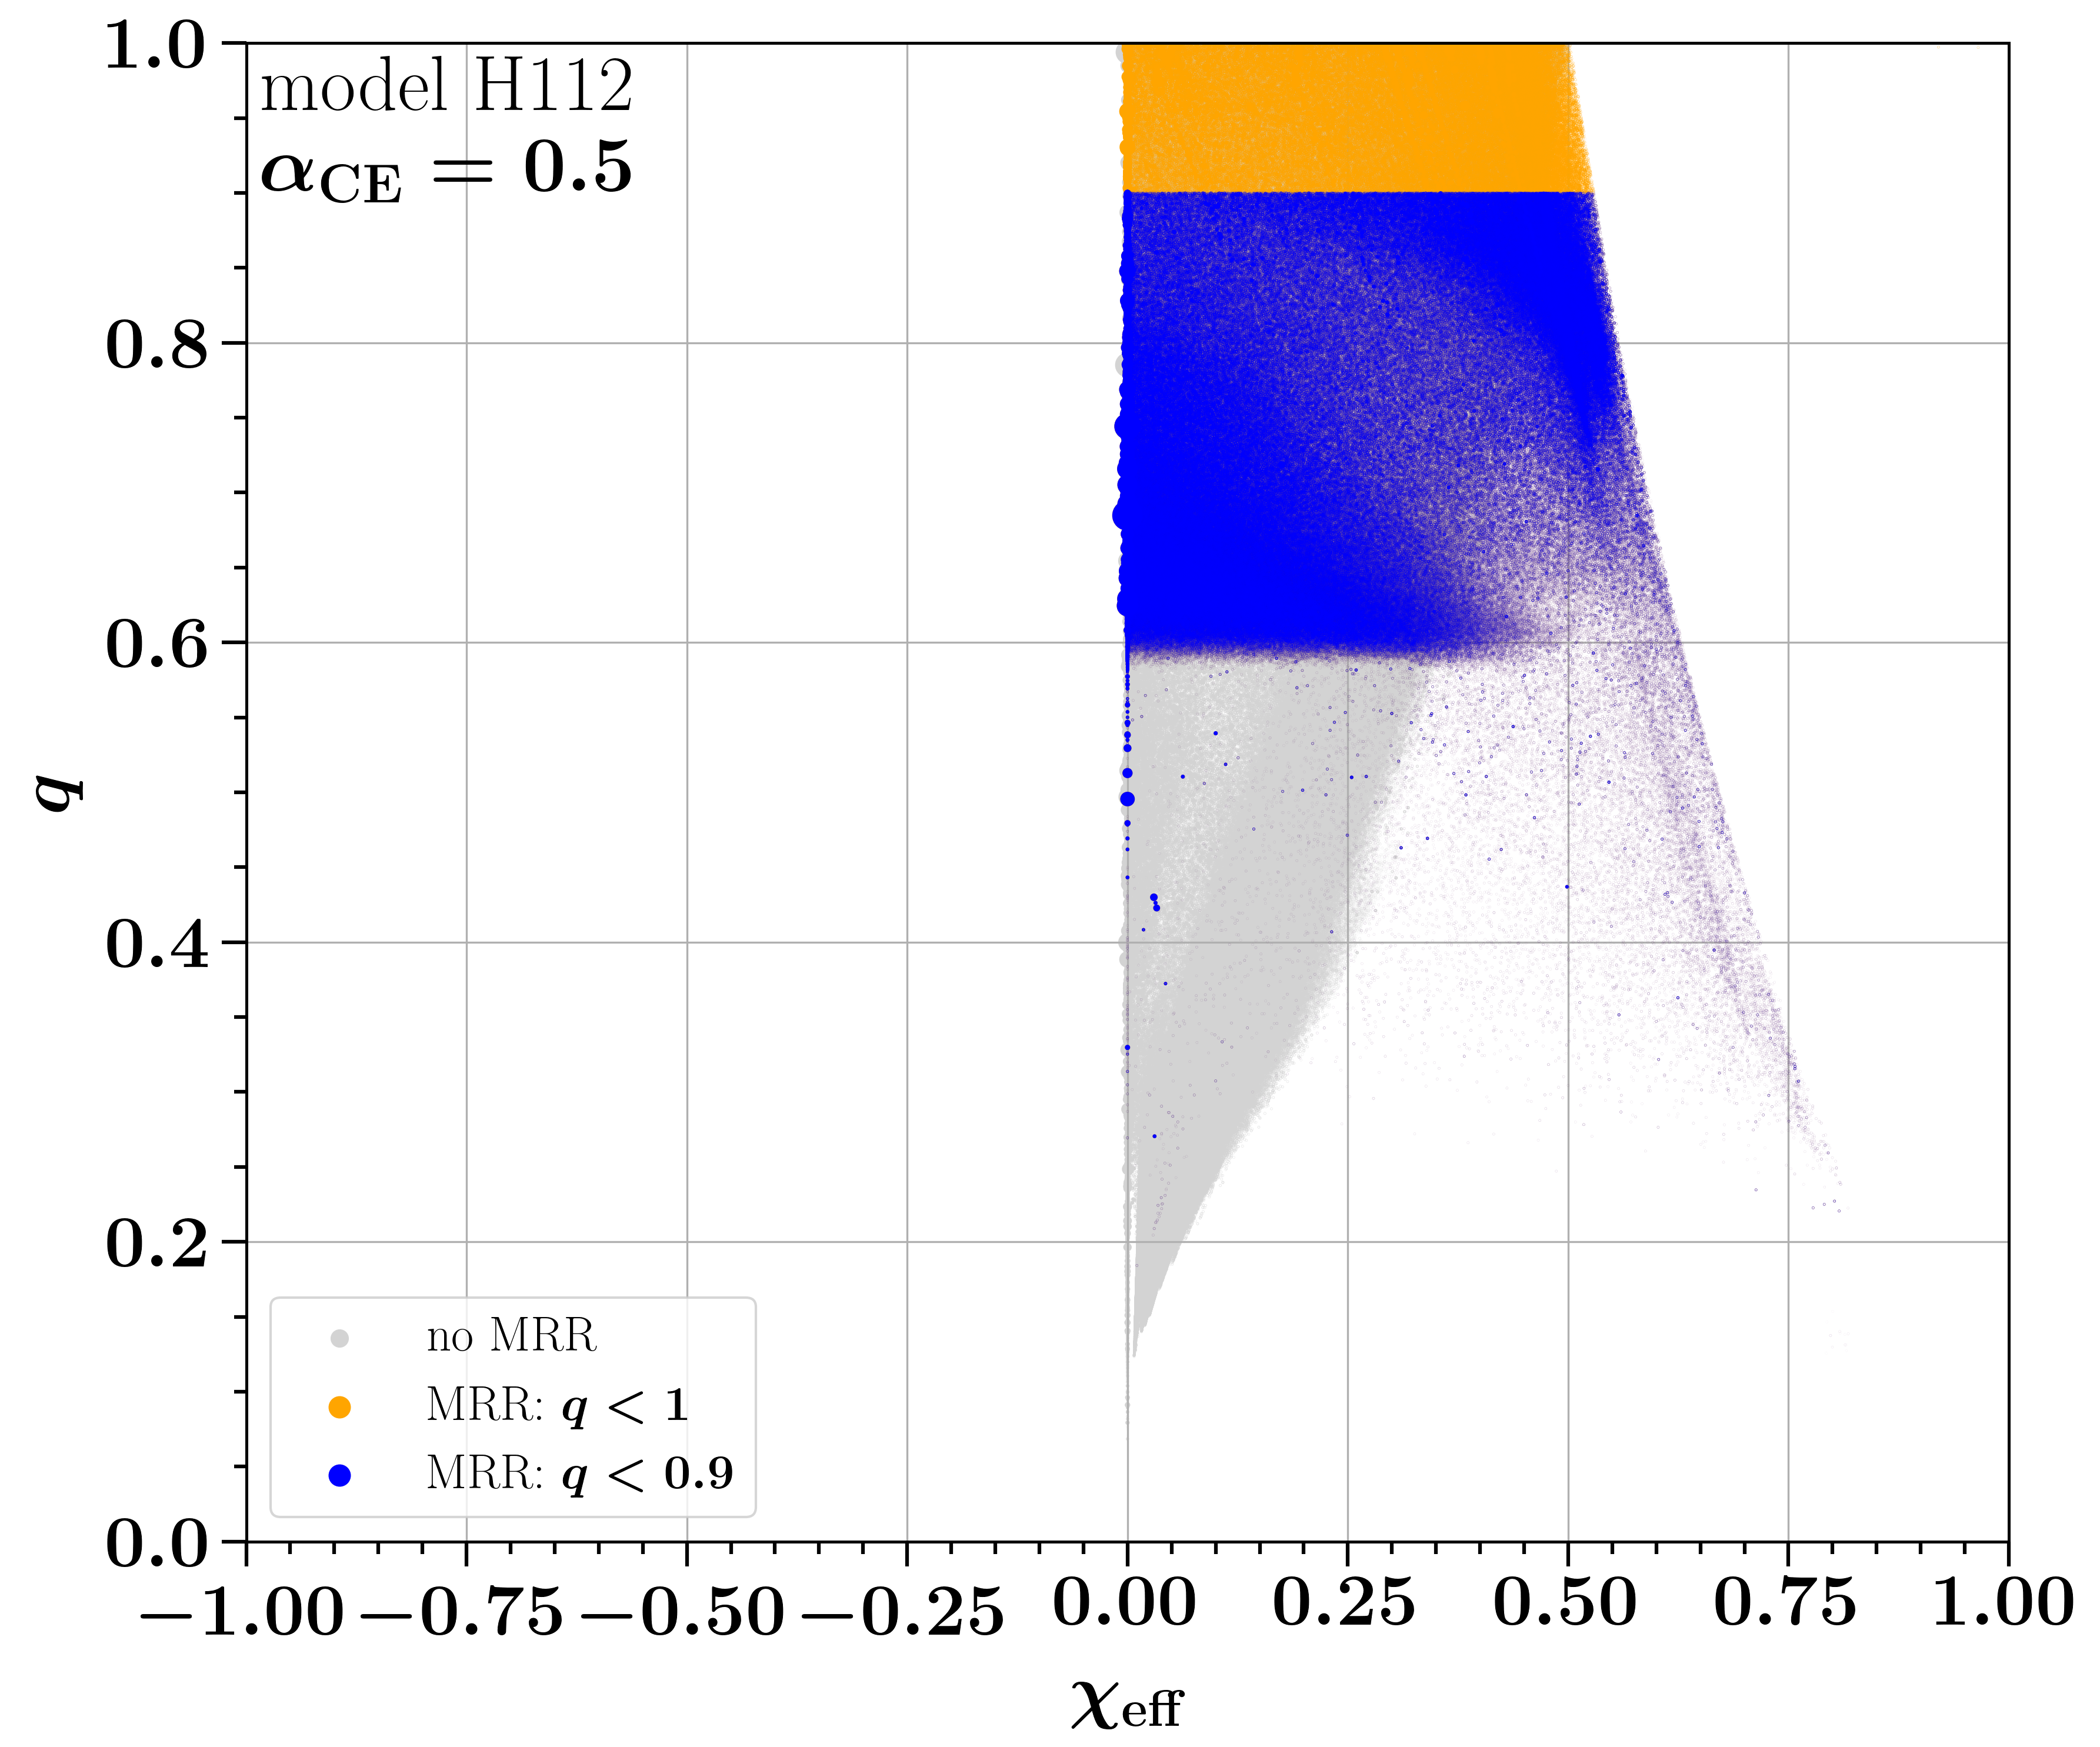 model H112
α_CE = 0.5
1.0
0.8
0.6
0.4
0.2
0.0
q
no MRR
MRR: q < 1
MRR: q < 0.9
−1.00 −0.75 −0.50 −0.25 0.00 0.25 0.50 0.75 1.00
χ_eff